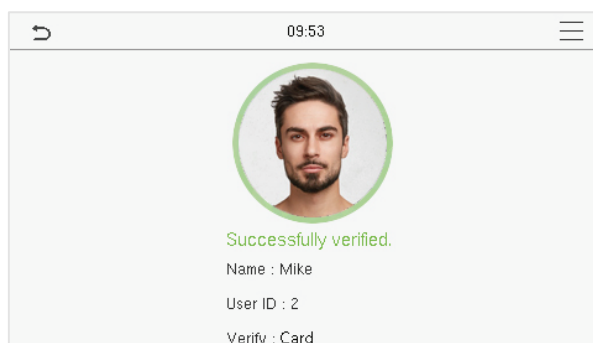 09:53
Successfully verified.
Name : Mike
User ID : 2
Verify : Card